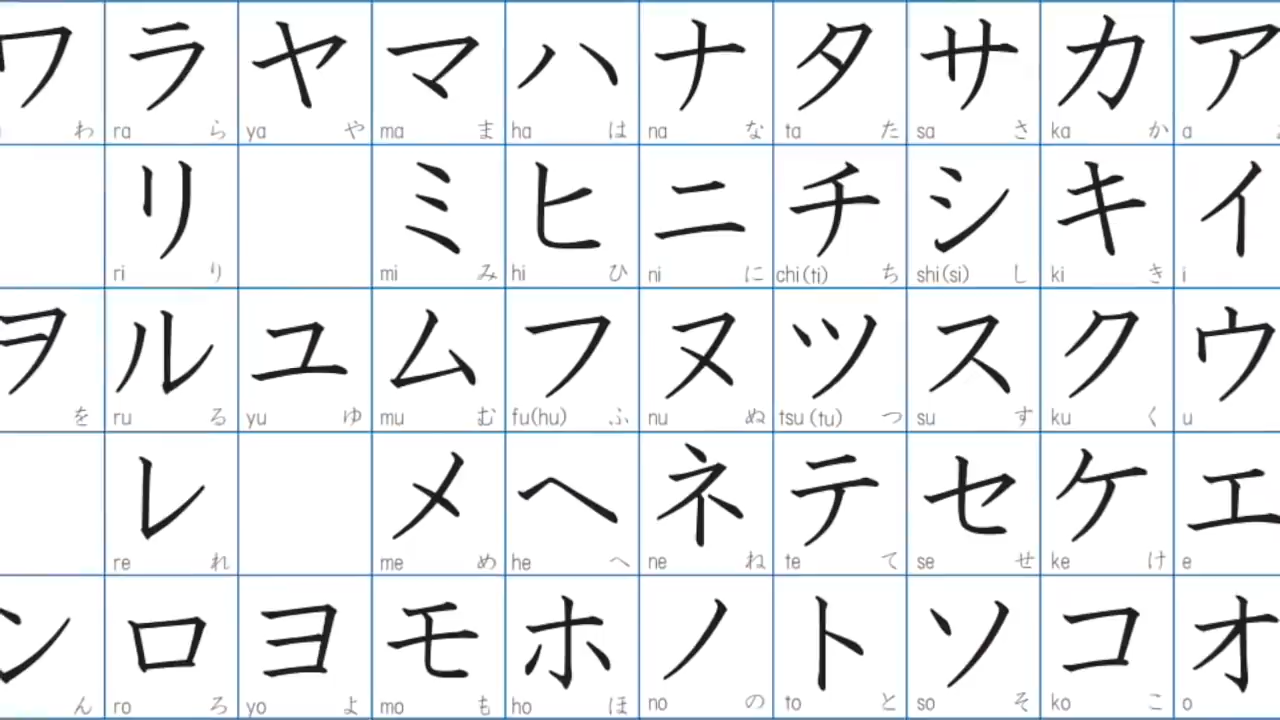 ワ ラ ヤ マ ハ ナ タ サ カ ア
わ ra ら ya や ma ま ha は na な ta た sa さ ka か a
リ ミ ヒ ニ チ シ キ イ
ri り mi み hi ひ ni に chi(ti) ち shi(si) し ki き i
ヲ ル ユ ム フ ヌ ツ ス ク ウ
を ru る yu ゆ mu む fu(hu) ふ nu ぬ tsu(tu) つ su す ku く u
レ メ ヘ ネ テ セ ケ エ
re れ me め he へ ne ね te て se せ ke け e
ン ロ ヨ モ ホ ノ ト ソ コ オ
ん ro ろ yo よ mo も ho ほ no の to と so そ ko こ o